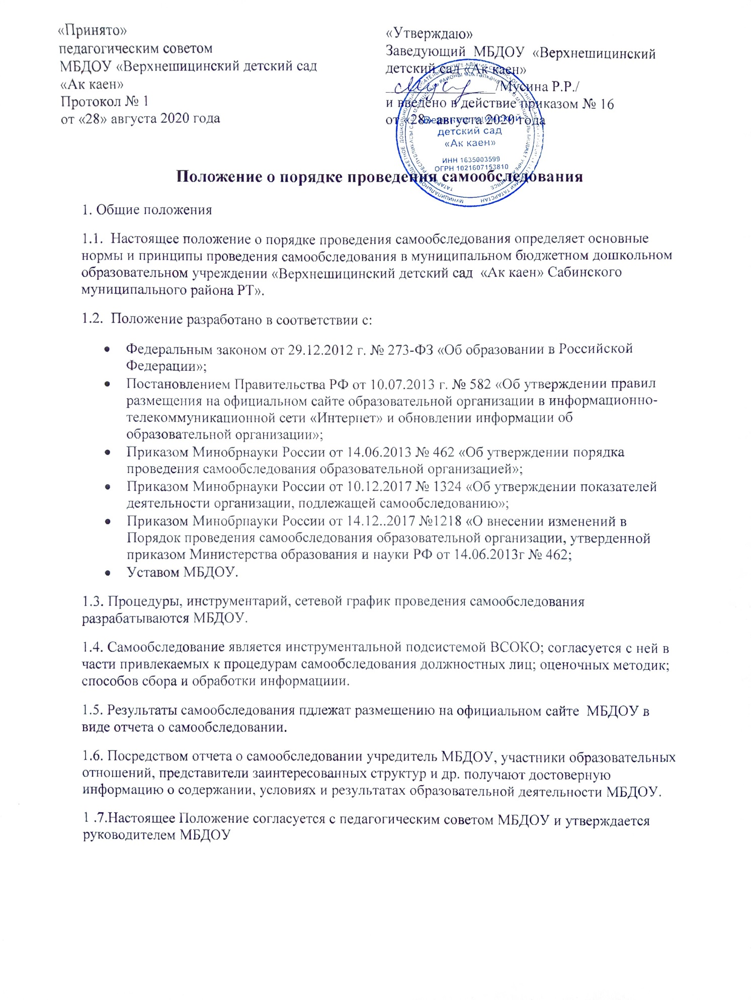 «Принято»
педагогическим советом
МБДОУ «Верхнешицинский детский сад
«Ак каен»
Протокол № 1
от «28» августа 2020 года
«Утверждаю»
Заведующий МБДОУ «Верхнешицинский
детский сад «Ак каен»
/Мусина Р.Р./
и введено в действие приказом № 16
от «28» августа 2020 года
детский сад
«Ак каен»
ИНН 1635003599
ОГРН 1021607153810
Положение о порядке проведения самообследования
1. Общие положения
1.1. Настоящее положение о порядке проведения самообследования определяет основные
нормы и принципы проведения самообследования в муниципальном бюджетном дошкольном
образовательном учреждении «Верхнешицинский детский сад «Ак каен» Сабинского
муниципального района РТ».
1.2. Положение разработано в соответствии с:
• Федеральным законом от 29.12.2012 г. № 273-ФЗ «Об образовании в Российской
Федерации»;
• Постановлением Правительства РФ от 10.07.2013 г. № 582 «Об утверждении правил
размещения на официальном сайте образовательной организации в информационно-
телекоммуникационной сети «Интернет» и обновлении информации об
образовательной организации»;
• Приказом Минобрнауки России от 14.06.2013 № 462 «Об утверждении порядка
проведения самообследования образовательной организацией»;
• Приказом Минобрнауки России от 10.12.2017 № 1324 «Об утверждении показателей
деятельности организации, подлежащей самообследованию»;
• Приказом Минобрнауки России от 14.12..2017 №1218 «О внесении изменений в
Порядок проведения самообследования образовательной организации, утверденной
приказом Министерства образования и науки РФ от 14.06.2013г № 462;
• Уставом МБДОУ.
1.3. Процедуры, инструментарий, сетевой график проведения самообследования
разрабатываются МБДОУ.
1.4. Самообследование является инструментальной подсистемой ВСОКО; согласуется с ней в
части привлекаемых к процедурам самообследования должностных лиц; оценочных методик;
способов сбора и обработки информациии.
1.5. Результаты самообследования пдлежат размещению на официальном сайте МБДОУ в
виде отчета о самообследовании.
1.6. Посредством отчета о самообследовании учредитель МБДОУ, участники образовательных
отношений, представители заинтересованных структур и др. получают достоверную
информацию о содержании, условиях и результатах образовательной деятельности МБДОУ.
1 .7.Настоящее Положение согласуется с педагогическим советом МБДОУ и утверждается
руководителем МБДОУ